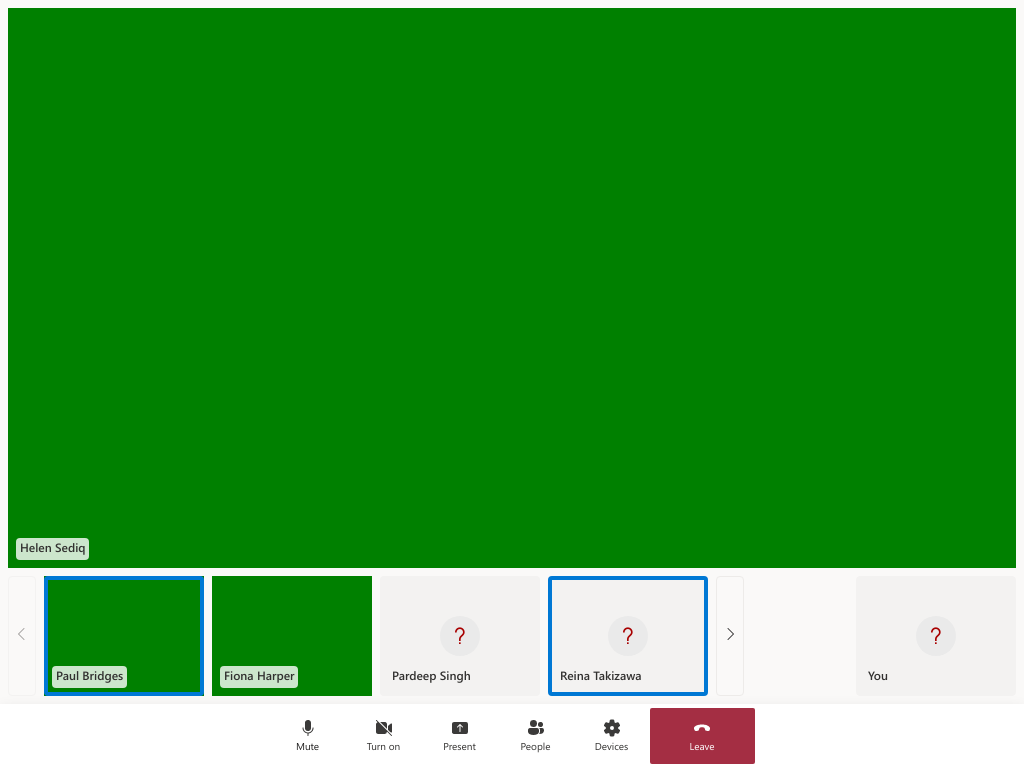 Helen Sediq
Paul Bridges
Fiona Harper
?
Pardeep Singh
?
Reina Takizawa
?
You
Mute
Turn on
Present
People
Devices
Leave